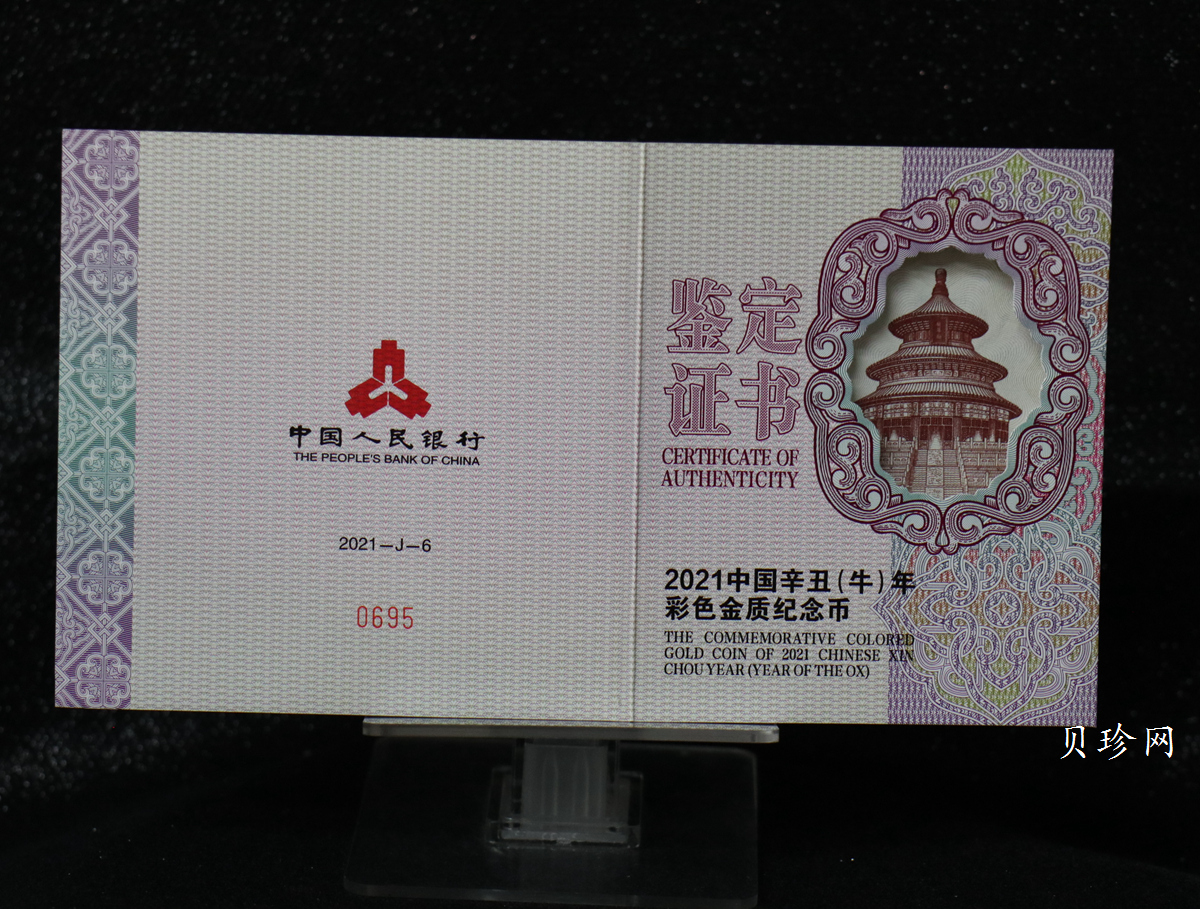 中国人民银行
THE PEOPLE'S BANK OF CHINA
2021—J—6
0695
鉴定
证书
CERTIFICATE OF
AUTHENTICITY
2021中国辛丑(牛)年
彩色金质纪念币
THE COMMEMORATIVE COLORED
GOLD COIN OF 2021 CHINESE XIN
CHOU YEAR (YEAR OF THE OX)
贝珍网